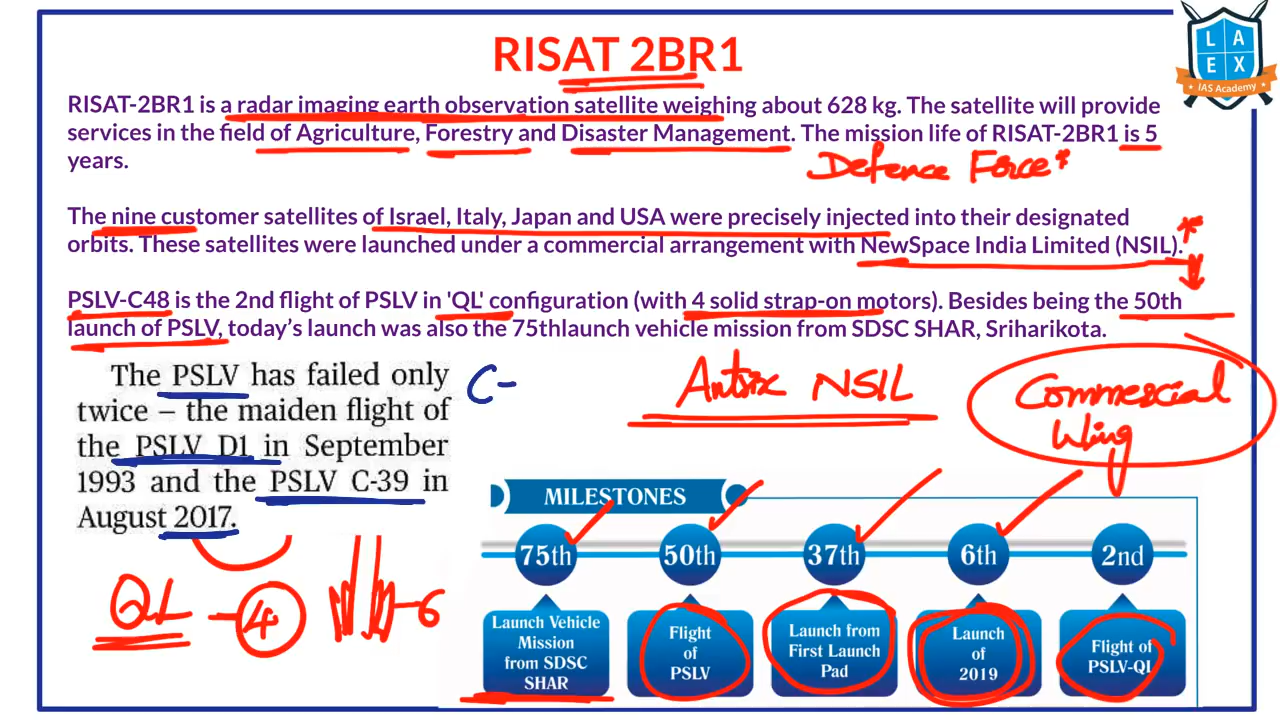 RISAT 2BR1
L A
E X
IAS Academy
RISAT-2BR1 is a radar imaging earth observation satellite weighing about 628 kg. The satellite will provide
services in the field of Agriculture, Forestry and Disaster Management. The mission life of RISAT-2BR1 is 5
years.
Defence Force*
The nine customer satellites of Israel, Italy, Japan and USA were precisely injected into their designated
orbits. These satellites were launched under a commercial arrangement with NewSpace India Limited (NSIL).
PSLV-C48 is the 2nd flight of PSLV in 'QL' configuration (with 4 solid strap-on motors). Besides being the 50th
launch of PSLV, today's launch was also the 75thlaunch vehicle mission from SDSC SHAR, Sriharikota.
The PSLV has failed only
twice – the maiden flight of
the PSLV D1 in September
1993 and the PSLV C-39 in
August 2017.
C-
Antrix NSIL
Commercial
Wing
QL - 4
-6
MILESTONES
75th
50th
37th
6th
2nd
Launch Vehicle
Mission
from SDSC
SHAR
Flight
of
PSLV
Launch from
First Launch
Pad
Launch
of
2019
Flight of
PSLV-QL